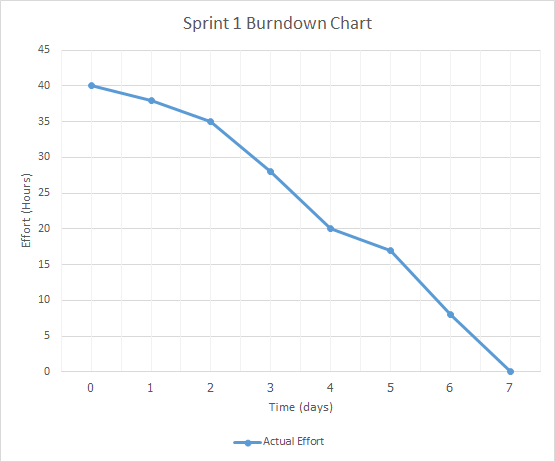 Sprint 1 Burndown Chart
45
40
35
30
25
20
15
10
5
0
Effort (Hours)
0 1 2 3 4 5 6 7
Time (days)
Actual Effort